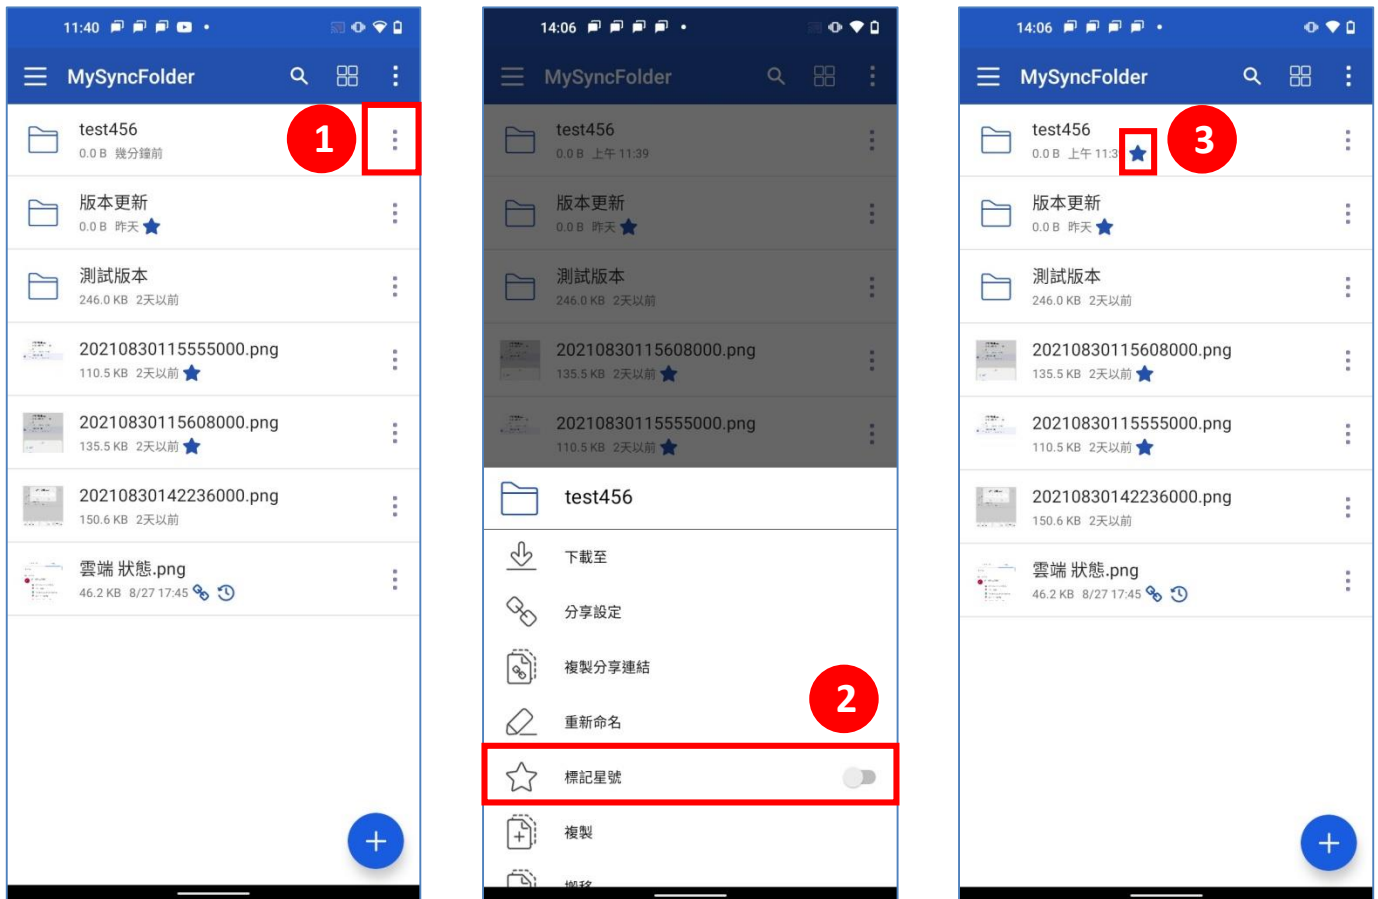 11:40
MySyncFolder
test456
0.0 B 幾分鐘前
1
版本更新
0.0 B 昨天
測試版本
246.0 KB 2天以前
20210830115555000.png
110.5 KB 2天以前
20210830115608000.png
135.5 KB 2天以前
20210830142236000.png
150.6 KB 2天以前
雲端 狀態.png
46.2 KB 8/27 17:45
14:06
MySyncFolder
test456
0.0 B 上午 11:39
版本更新
0.0 B 昨天
測試版本
246.0 KB 2天以前
20210830115608000.png
135.5 KB 2天以前
20210830115555000.png
110.5 KB 2天以前
test456
下載至
分享設定
複製分享連結
2
重新命名
標記星號
複製
搬移
14:06
MySyncFolder
test456
0.0 B 上午 11:3
3
版本更新
0.0 B 昨天
測試版本
246.0 KB 2天以前
20210830115608000.png
135.5 KB 2天以前
20210830115555000.png
110.5 KB 2天以前
20210830142236000.png
150.6 KB 2天以前
雲端 狀態.png
46.2 KB 8/27 17:45